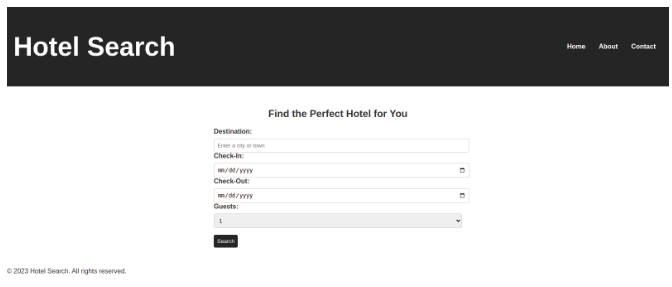 Hotel Search
Home About Contact
Find the Perfect Hotel for You
Destination:
Enter a city or town
Check-In:
mm/dd/yyyy
Check-Out:
mm/dd/yyyy
Guests:
1
Search
© 2023 Hotel Search. All rights reserved.